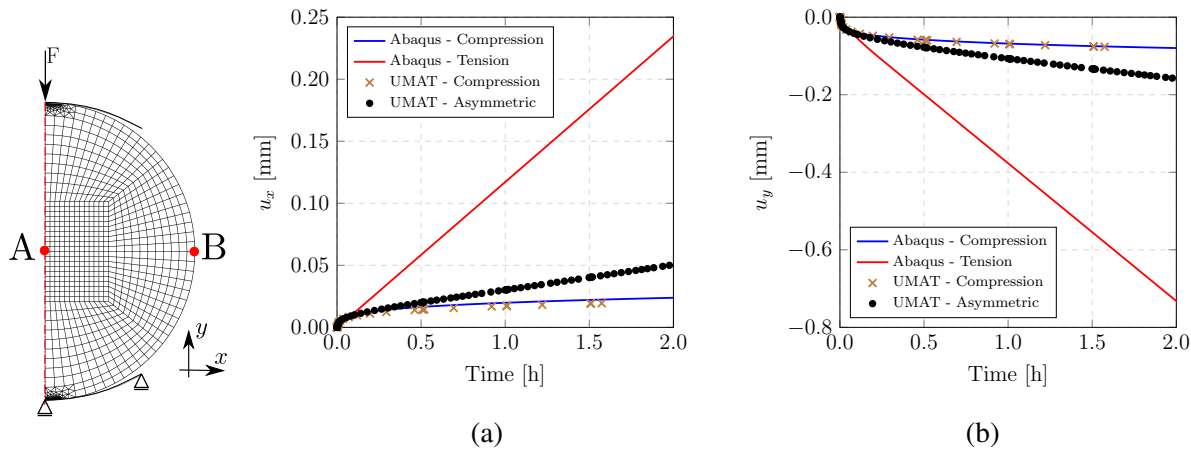 F
A
B
y
x
0.25
0.20
0.15
0.10
0.05
0.00
u_x [mm]
Abaqus - Compression
Abaqus - Tension
UMAT - Compression
UMAT - Asymmetric
0.0 0.5 1.0 1.5 2.0
Time [h]
(a)
0.0
−0.2
−0.4
−0.6
−0.8
u_y [mm]
Abaqus - Compression
Abaqus - Tension
UMAT - Compression
UMAT - Asymmetric
0.0 0.5 1.0 1.5 2.0
Time [h]
(b)